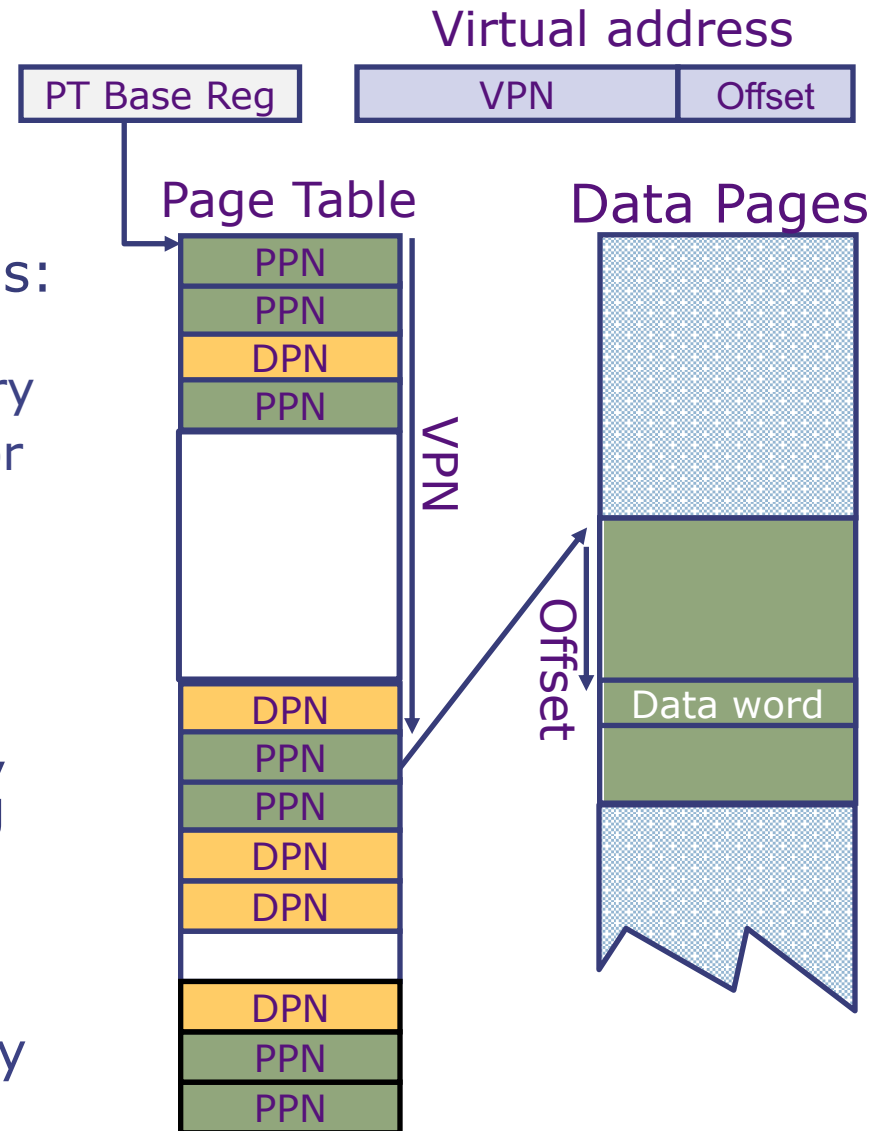 Virtual address
PT Base Reg
VPN
Offset
Page Table
Data Pages
s:
ry
r
y
PPN
PPN
DPN
PPN
VPN
DPN
PPN
PPN
DPN
DPN
DPN
PPN
PPN
Offset
Data word